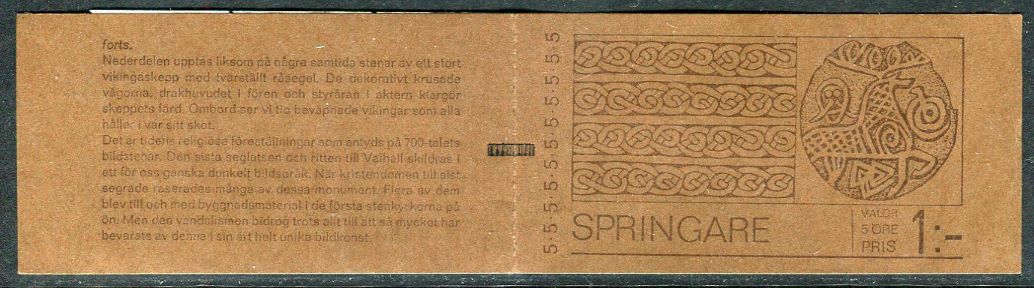 forts.
Nederdelen upptas liksom på några samtida stenar av ett stort
vikingaskepp med tvärställt råsegel. De dekorativt krusade
vågorna, drakhuvudet i fören och styråran i aktern klargör
skeppets färd. Ombord ser vi tio beväpnade vikingar som alla
håller i var sitt skot.
Det är tidens religiösa föreställningar som antyds på 700-talets
bildstenar. Den sista seglatsen och ritten till Valhall skildras i
ett för oss ganska dunkelt bildspråk. När kristendomen till sist
segrade raserades många av dessa monument. Flera av dem
blev till och med byggnadsmaterial i de första stenkyrkorna på
ön. Men den vandalismen bidrog trots allt till att så mycket har
bevarats av denna i sin art helt unika bildkonst.
5·5·5·5·5·5·5·5·5·5
SPRINGARE
VALÖR
5 ÖRE
PRIS 1:-